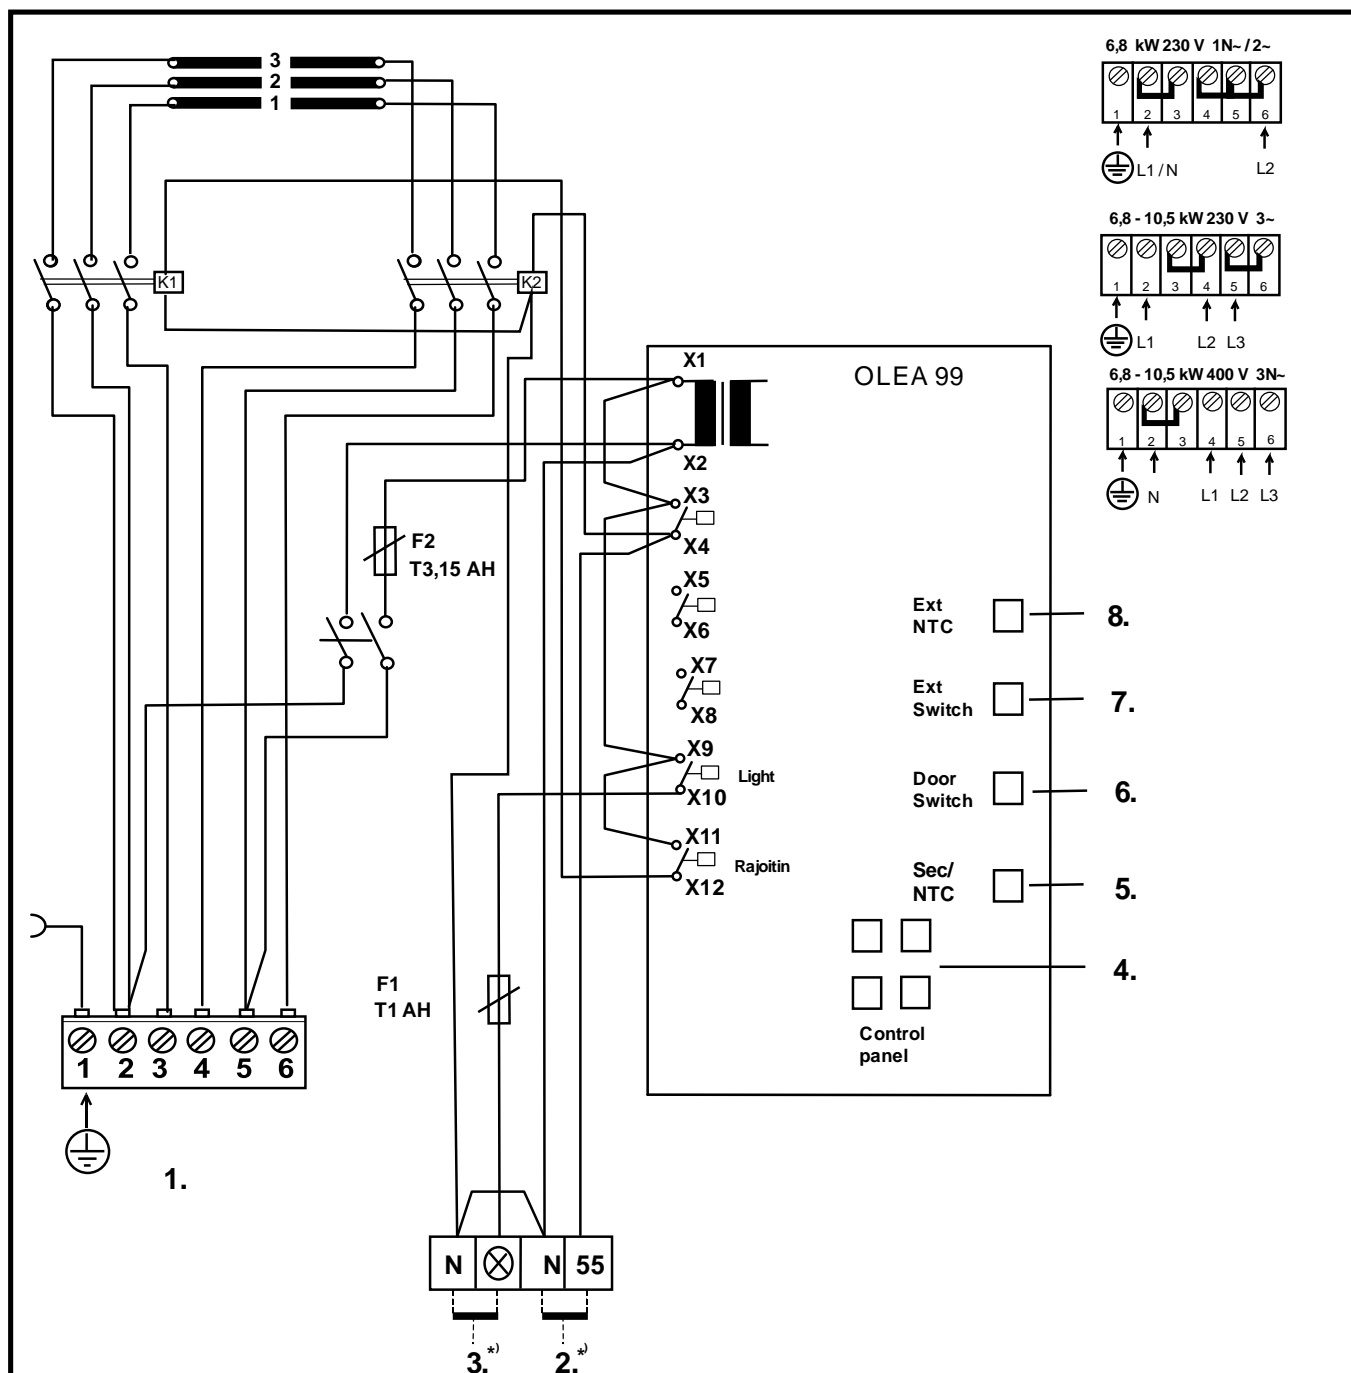 3
2
1
K1
K2
F2
T3,15 AH
F1
T1 AH
1 2 3 4 5 6
1.
N N 55
3.*) 2.*)
OLEA 99
X1
X2
X3
X4
X5
X6
X7
X8
X9
Light
X10
X11
Rajoitin
X12
Ext
NTC
8.
Ext
Switch
7.
Door
Switch
6.
Sec/
NTC
5.
4.
Control
panel
6,8 kW 230 V 1N~ / 2~
1 2 3 4 5 6
L1 / N L2
6,8 - 10,5 kW 230 V 3~
1 2 3 4 5 6
L1 L2 L3
6,8 - 10,5 kW 400 V 3N~
1 2 3 4 5 6
N L1 L2 L3